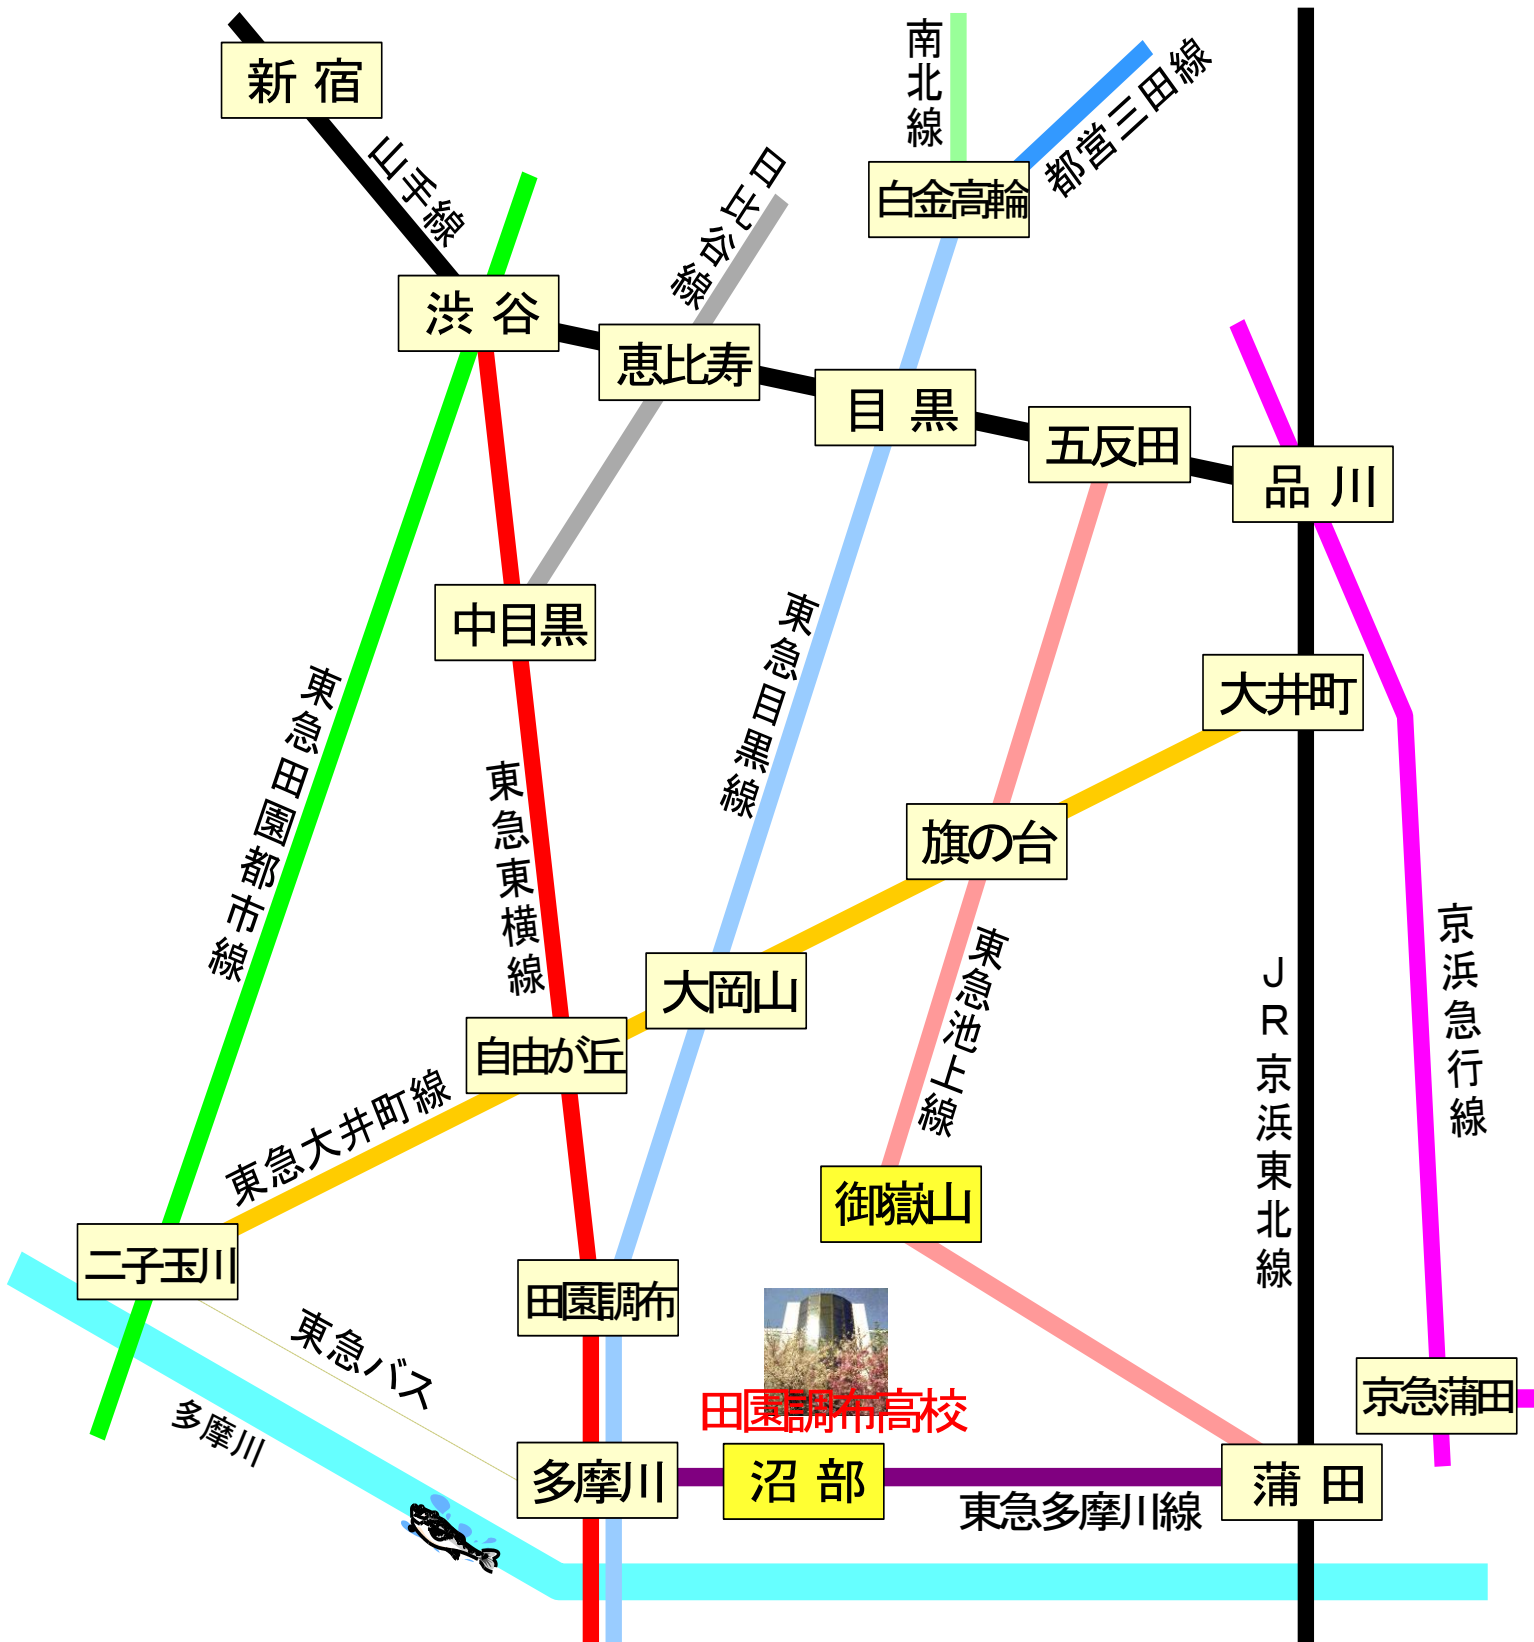 新宿
山手線
南北線
都営三田線
日比谷線
白金高輪
渋谷
恵比寿
目黒
五反田
品川
中目黒
東急目黒線
大井町
東急田園都市線
東急東横線
旗の台
京浜急行線
大岡山
東急池上線
JR京浜東北線
自由が丘
東急大井町線
御嶽山
二子玉川
田園調布
東急バス
多摩川
田園調布高校
京急蒲田
多摩川
沼部
蒲田
東急多摩川線